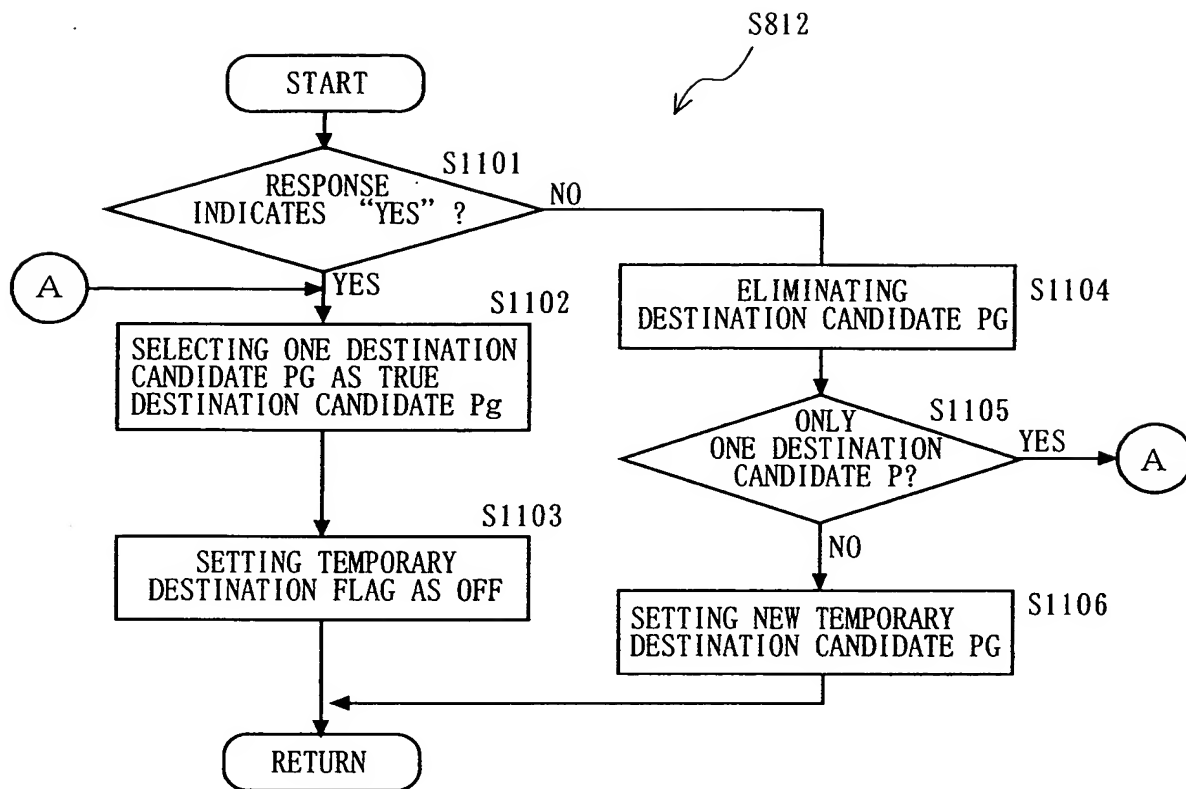 S812
START
S1101
RESPONSE
INDICATES “YES” ?
NO
A
YES
S1102
SELECTING ONE DESTINATION
CANDIDATE PG AS TRUE
DESTINATION CANDIDATE Pg
S1103
SETTING TEMPORARY
DESTINATION FLAG AS OFF
ELIMINATING
DESTINATION CANDIDATE PG
S1104
S1105
ONLY
ONE DESTINATION
CANDIDATE P?
YES
A
NO
S1106
SETTING NEW TEMPORARY
DESTINATION CANDIDATE PG
RETURN